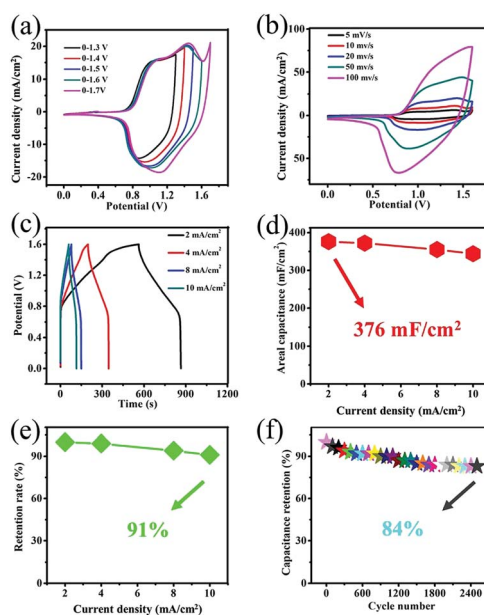 (a)
0-1.3 V
0-1.4 V
0-1.5 V
0-1.6 V
0-1.7V
Current density (mA/cm²)
20
10
0
-10
-20
0.0 0.4 0.8 1.2 1.6
Potential (V)
(b)
5 mV/s
10 mv/s
20 mv/s
50 mv/s
100 mv/s
Current density (mA/cm²)
100
50
0
50
0.0 0.5 1.0 1.5
Potential (V)
(c)
2 mA/cm²
4 mA/cm²
8 mA/cm²
10 mA/cm²
Potential (V)
2.4
1.6
0.8
0.0
0 300 600 900 1200
Time (s)
(d)
376 mF/cm²
Areal capacitance (mF/cm²)
400
300
200
100
0
2 4 6 8 10
Current density (mA/cm²)
(e)
91%
Retention rate (%)
120
90
60
30
0
2 4 6 8 10
Current density (mA/cm²)
(f)
84%
Capacitance retention (%)
120
90
60
30
0
0 600 1200 1800 2400
Cycle number